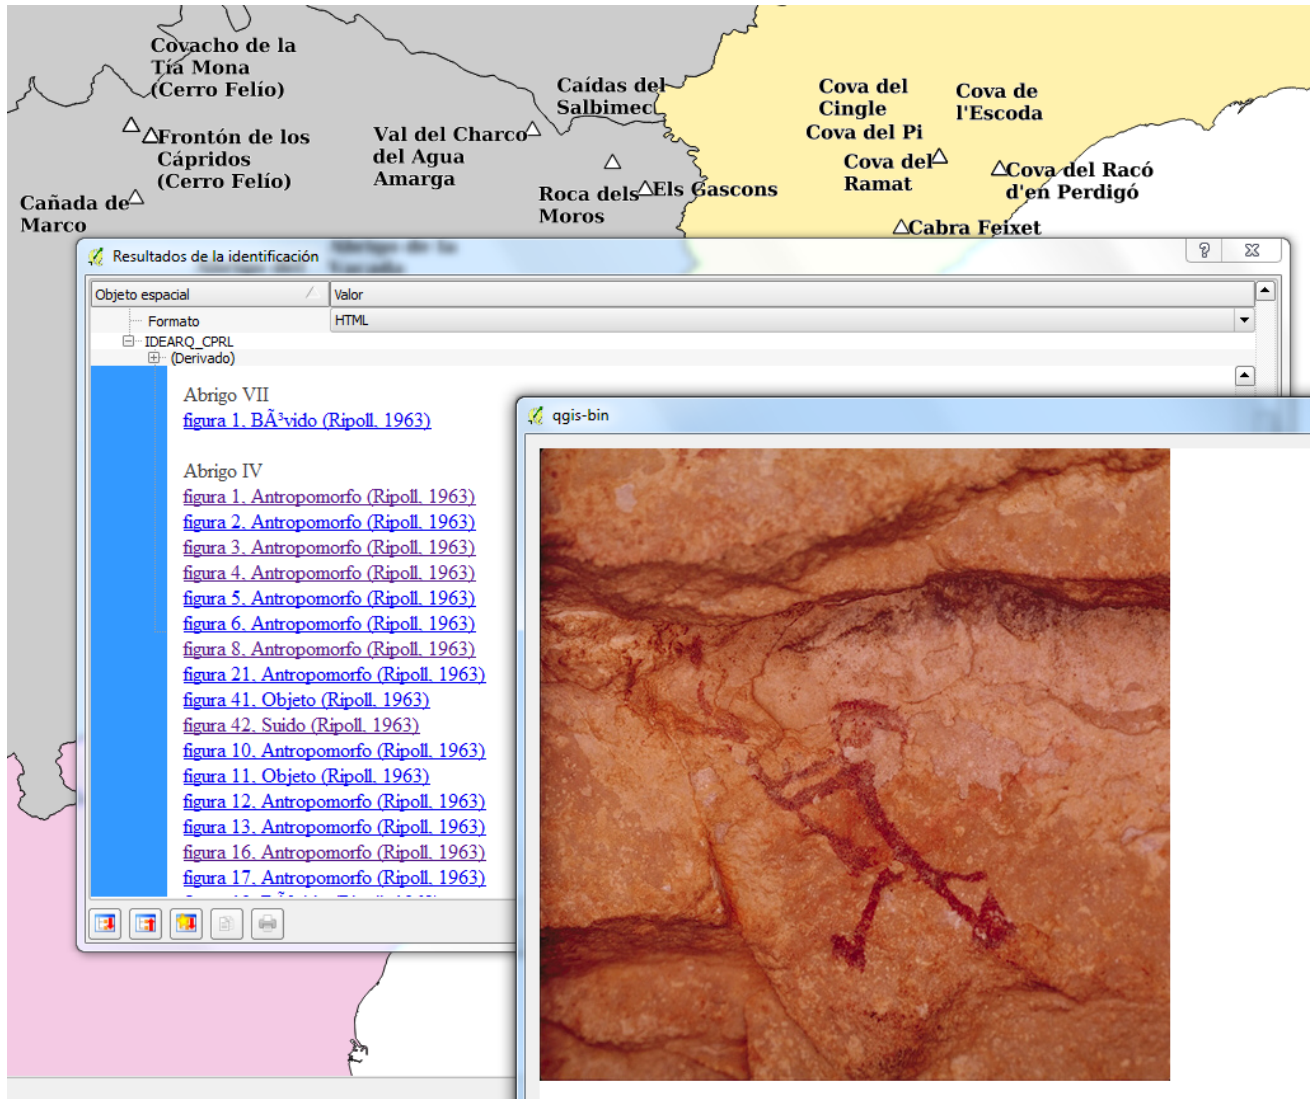 Covacho de la
Tía Mona
(Cerro Felío)
Frontón de los
Cápridos
(Cerro Felío)
Cañada de
Marco
Val del Charco
del Agua
Amarga
Caídas del
Salbimec
Roca dels
Moros
Els Gascons
Cova del
Cingle
Cova del Pi
Cova de
l'Escoda
Cova del
Ramat
Cova del Racó
d'en Perdigó
Cabra Feixet
Resultados de la identificación
Objeto espacial
Valor
Formato
HTML
IDEARQ_CPRL
(Derivado)
Abrigo VII
figura 1. BÃ³vido (Ripoll, 1963)
Abrigo IV
figura 1. Antropomorfo (Ripoll, 1963)
figura 2. Antropomorfo (Ripoll, 1963)
figura 3. Antropomorfo (Ripoll, 1963)
figura 4. Antropomorfo (Ripoll, 1963)
figura 5. Antropomorfo (Ripoll, 1963)
figura 6. Antropomorfo (Ripoll, 1963)
figura 8. Antropomorfo (Ripoll, 1963)
figura 21. Antropomorfo (Ripoll, 1963)
figura 41. Objeto (Ripoll, 1963)
figura 42. Suido (Ripoll, 1963)
figura 10. Antropomorfo (Ripoll, 1963)
figura 11. Objeto (Ripoll, 1963)
figura 12. Antropomorfo (Ripoll, 1963)
figura 13. Antropomorfo (Ripoll, 1963)
figura 16. Antropomorfo (Ripoll, 1963)
figura 17. Antropomorfo (Ripoll, 1963)
qgis-bin